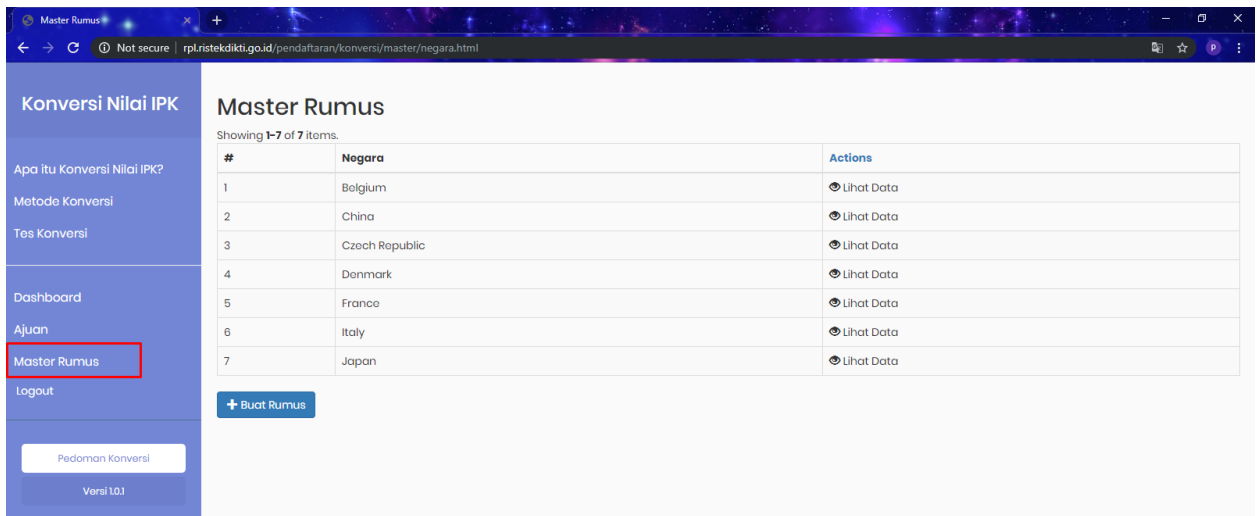 Master Rumus
Not secure | rpl.ristekdikti.go.id/pendaftaran/konversi/master/negara.html
P
Konversi Nilai IPK
Apa itu Konversi Nilai IPK?
Metode Konversi
Tes Konversi
Dashboard
Ajuan
Master Rumus
Logout
Pedoman Konversi
Versi 1.0.1
Master Rumus
Showing 1-7 of 7 items.
# Negara Actions
1 Belgium Lihat Data
2 China Lihat Data
3 Czech Republic Lihat Data
4 Denmark Lihat Data
5 France Lihat Data
6 Italy Lihat Data
7 Japan Lihat Data
+ Buat Rumus